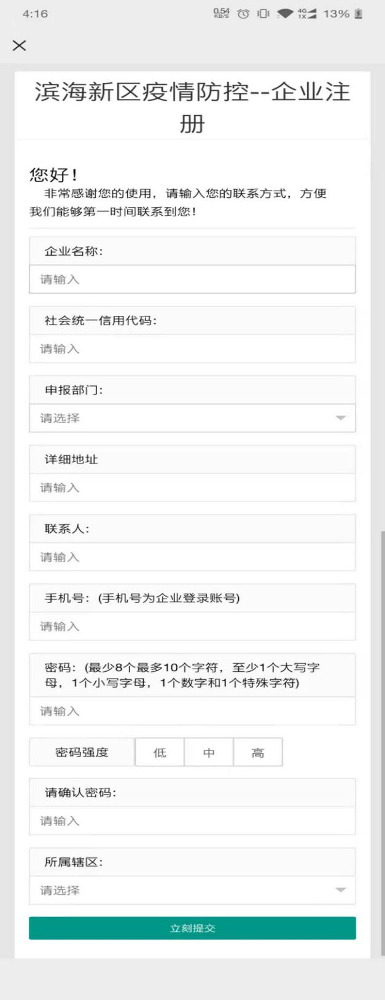 4:16
0.54
KB/S
4G
1X
13%
滨海新区疫情防控--企业注
册
您好!
非常感谢您的使用，请输入您的联系方式，方便
我们能够第一时间联系到您!
企业名称:
请输入
社会统一信用代码:
请输入
申报部门:
请选择
详细地址
请输入
联系人:
请输入
手机号: (手机号为企业登录账号)
请输入
密码: (最少8个最多10个字符，至少1个大写字
母，1个小写字母，1个数字和1个特殊字符)
请输入
密码强度 低 中 高
请确认密码:
请输入
所属辖区:
请选择
立刻提交